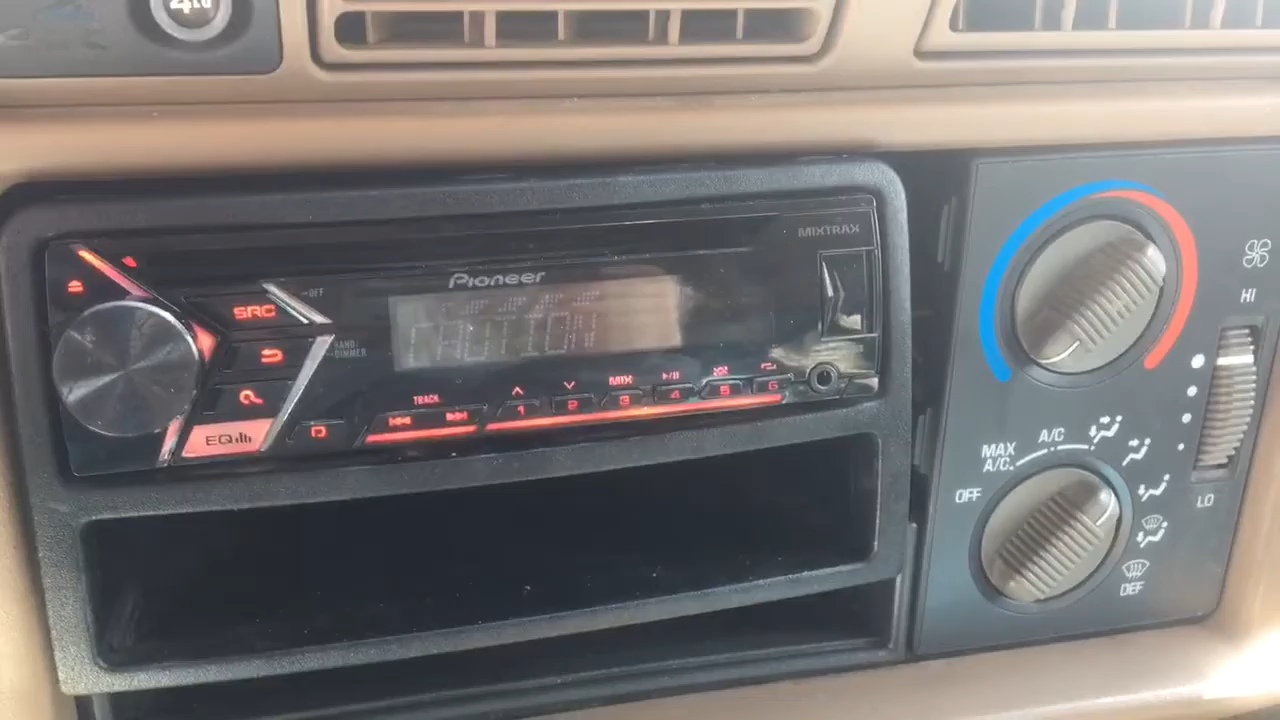 4LO
Pioneer
MIXTRAX
SRC
OFF
BAND/
DIMMER
CAUTION
EQ
TRACK
MIX
1 2 3 4 5 6
HI
LO
MAX
A/C
A/C
OFF
DEF